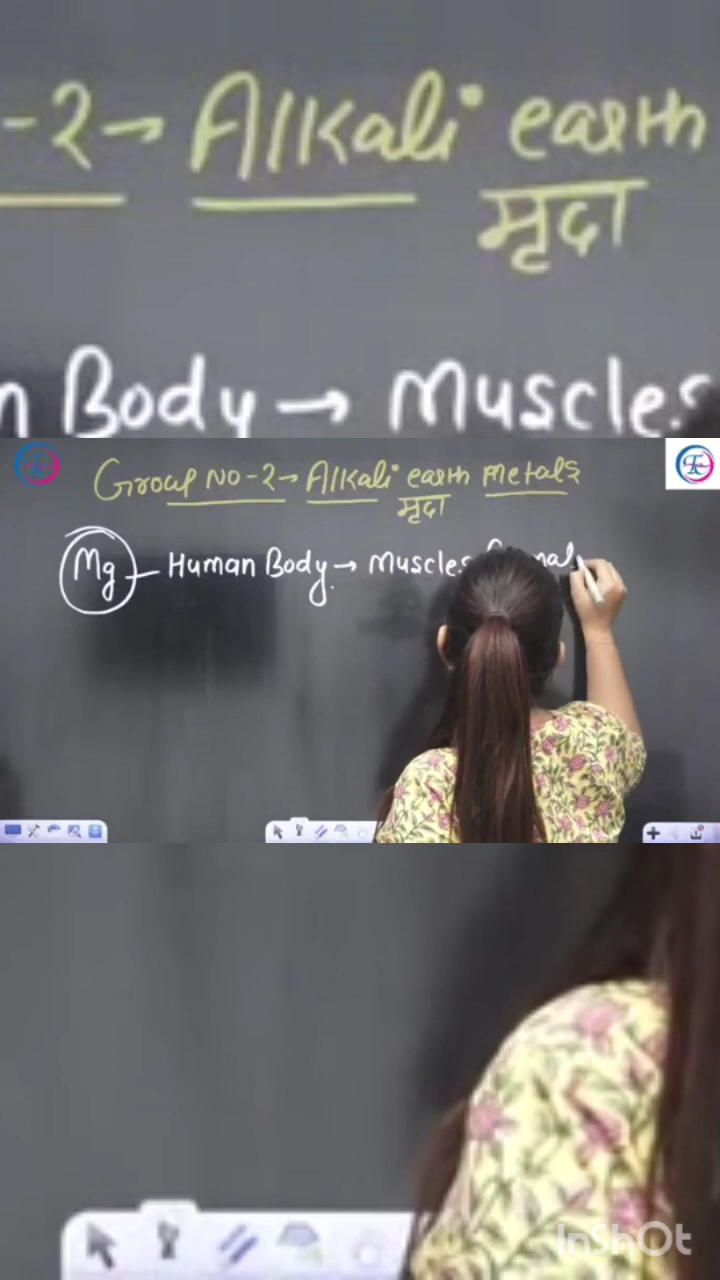 -2→ Alkali earth
मृदा
n Body → Muscles
Group No-2→ Alkali earth Metals
मृदा
Mg — Human Body → Muscles
InShOt